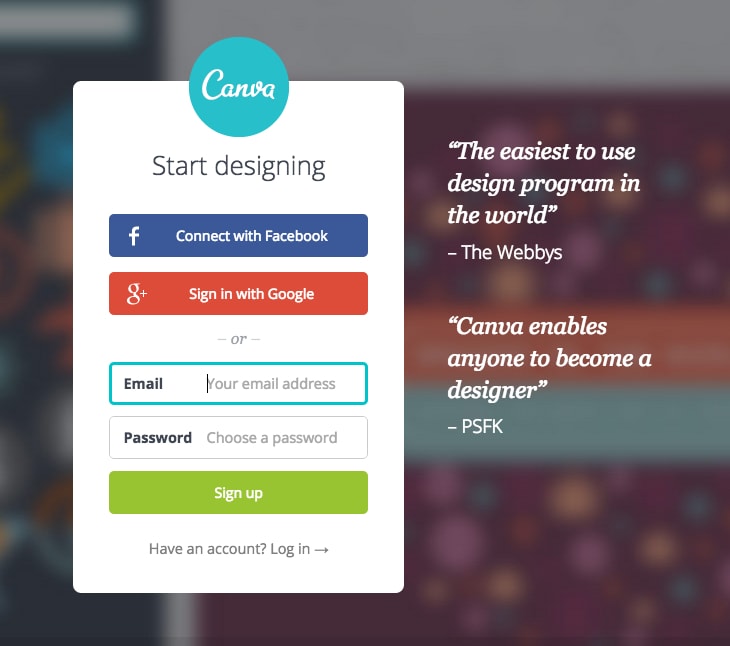 Canva
Start designing
f Connect with Facebook
g+ Sign in with Google
– or –
Email Your email address
Password Choose a password
Sign up
Have an account? Log in →
“The easiest to use
design program in
the world”
– The Webbys
“Canva enables
anyone to become a
designer”
– PSFK